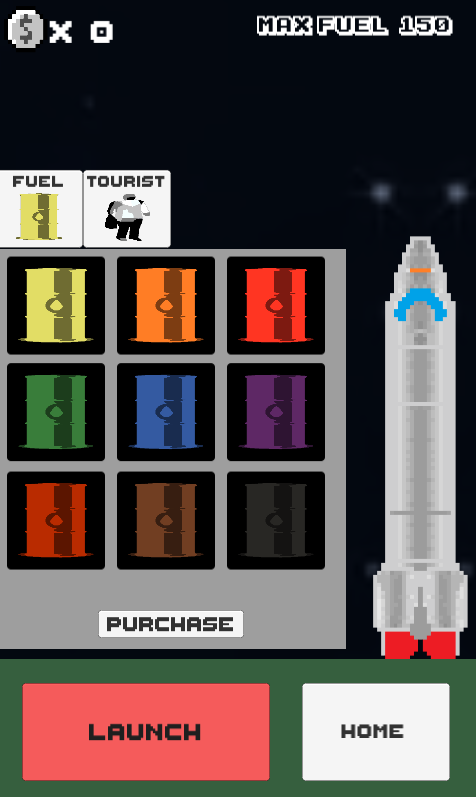 $ X 0
MAX FUEL 150
FUEL
TOURIST
PURCHASE
LAUNCH
HOME